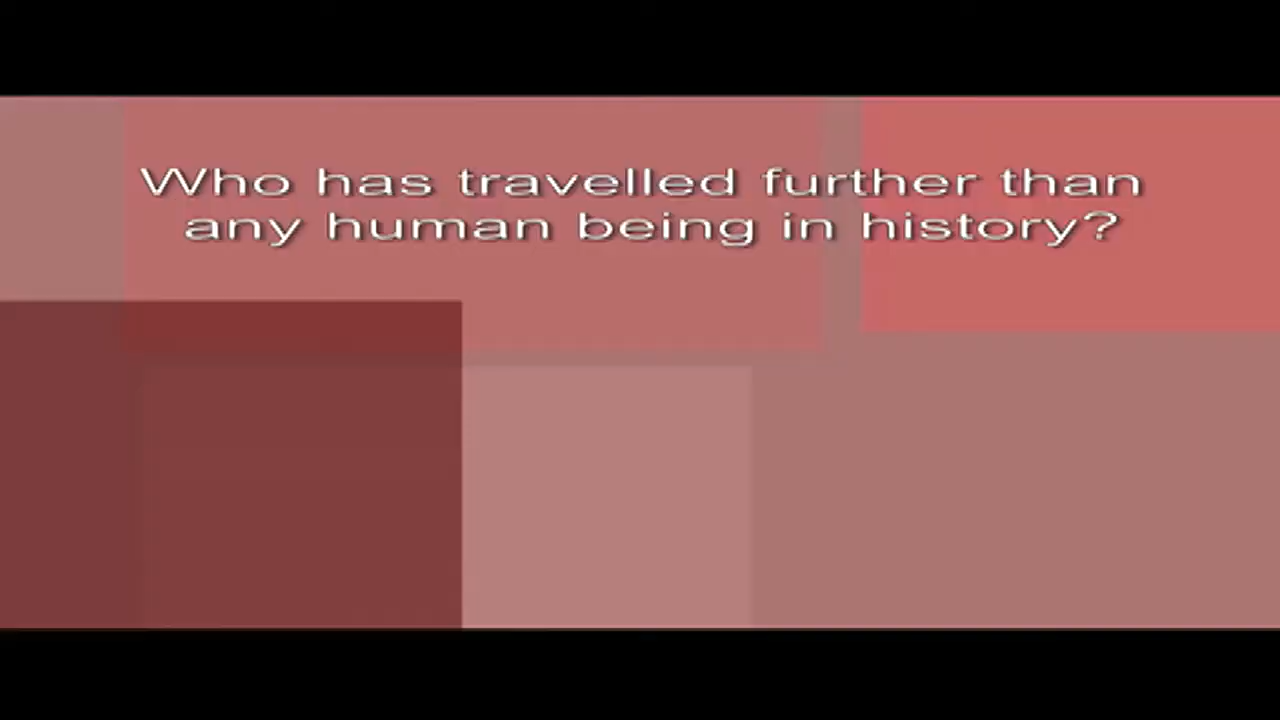 Who has travelled further than
any human being in history?